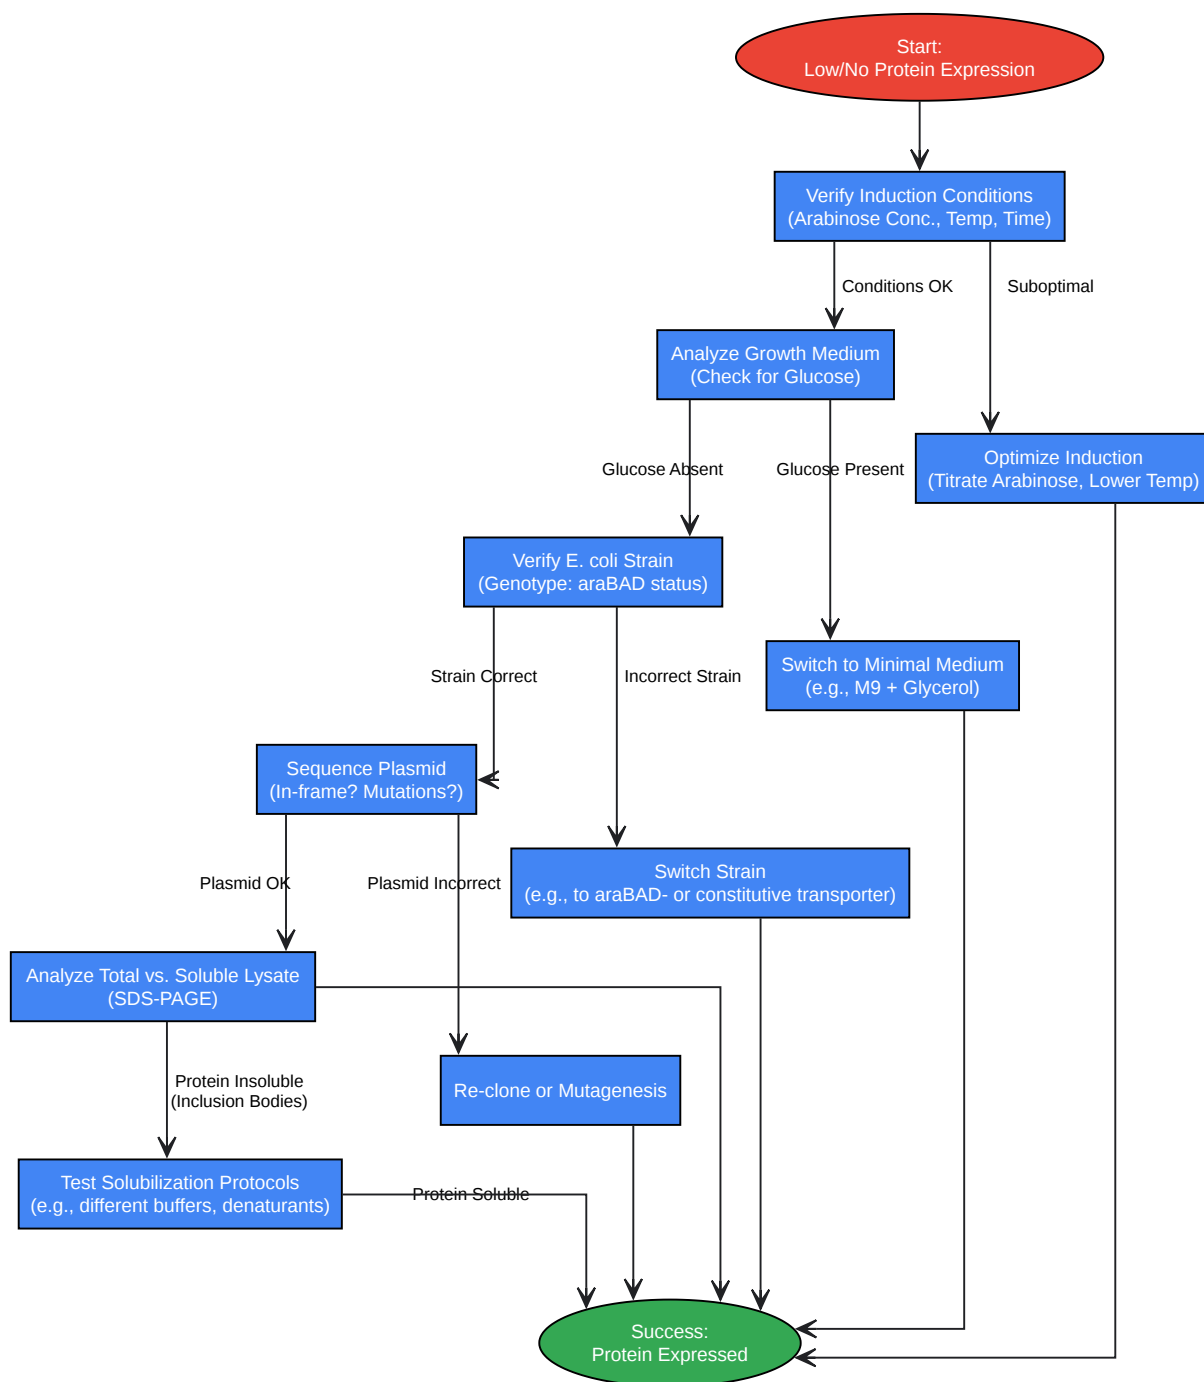 Start:
Low/No Protein Expression
Verify Induction Conditions
(Arabinose Conc., Temp, Time)
Conditions OK
Suboptimal
Analyze Growth Medium
(Check for Glucose)
Optimize Induction
(Titrate Arabinose, Lower Temp)
Glucose Absent
Glucose Present
Verify E. coli Strain
(Genotype: araBAD status)
Strain Correct
Incorrect Strain
Switch to Minimal Medium
(e.g., M9 + Glycerol)
Sequence Plasmid
(In-frame? Mutations?)
Plasmid OK
Plasmid Incorrect
Switch Strain
(e.g., to araBAD- or constitutive transporter)
Analyze Total vs. Soluble Lysate
(SDS-PAGE)
Protein Insoluble
(Inclusion Bodies)
Re-clone or Mutagenesis
Test Solubilization Protocols
(e.g., different buffers, denaturants)
Protein Soluble
Success:
Protein Expressed